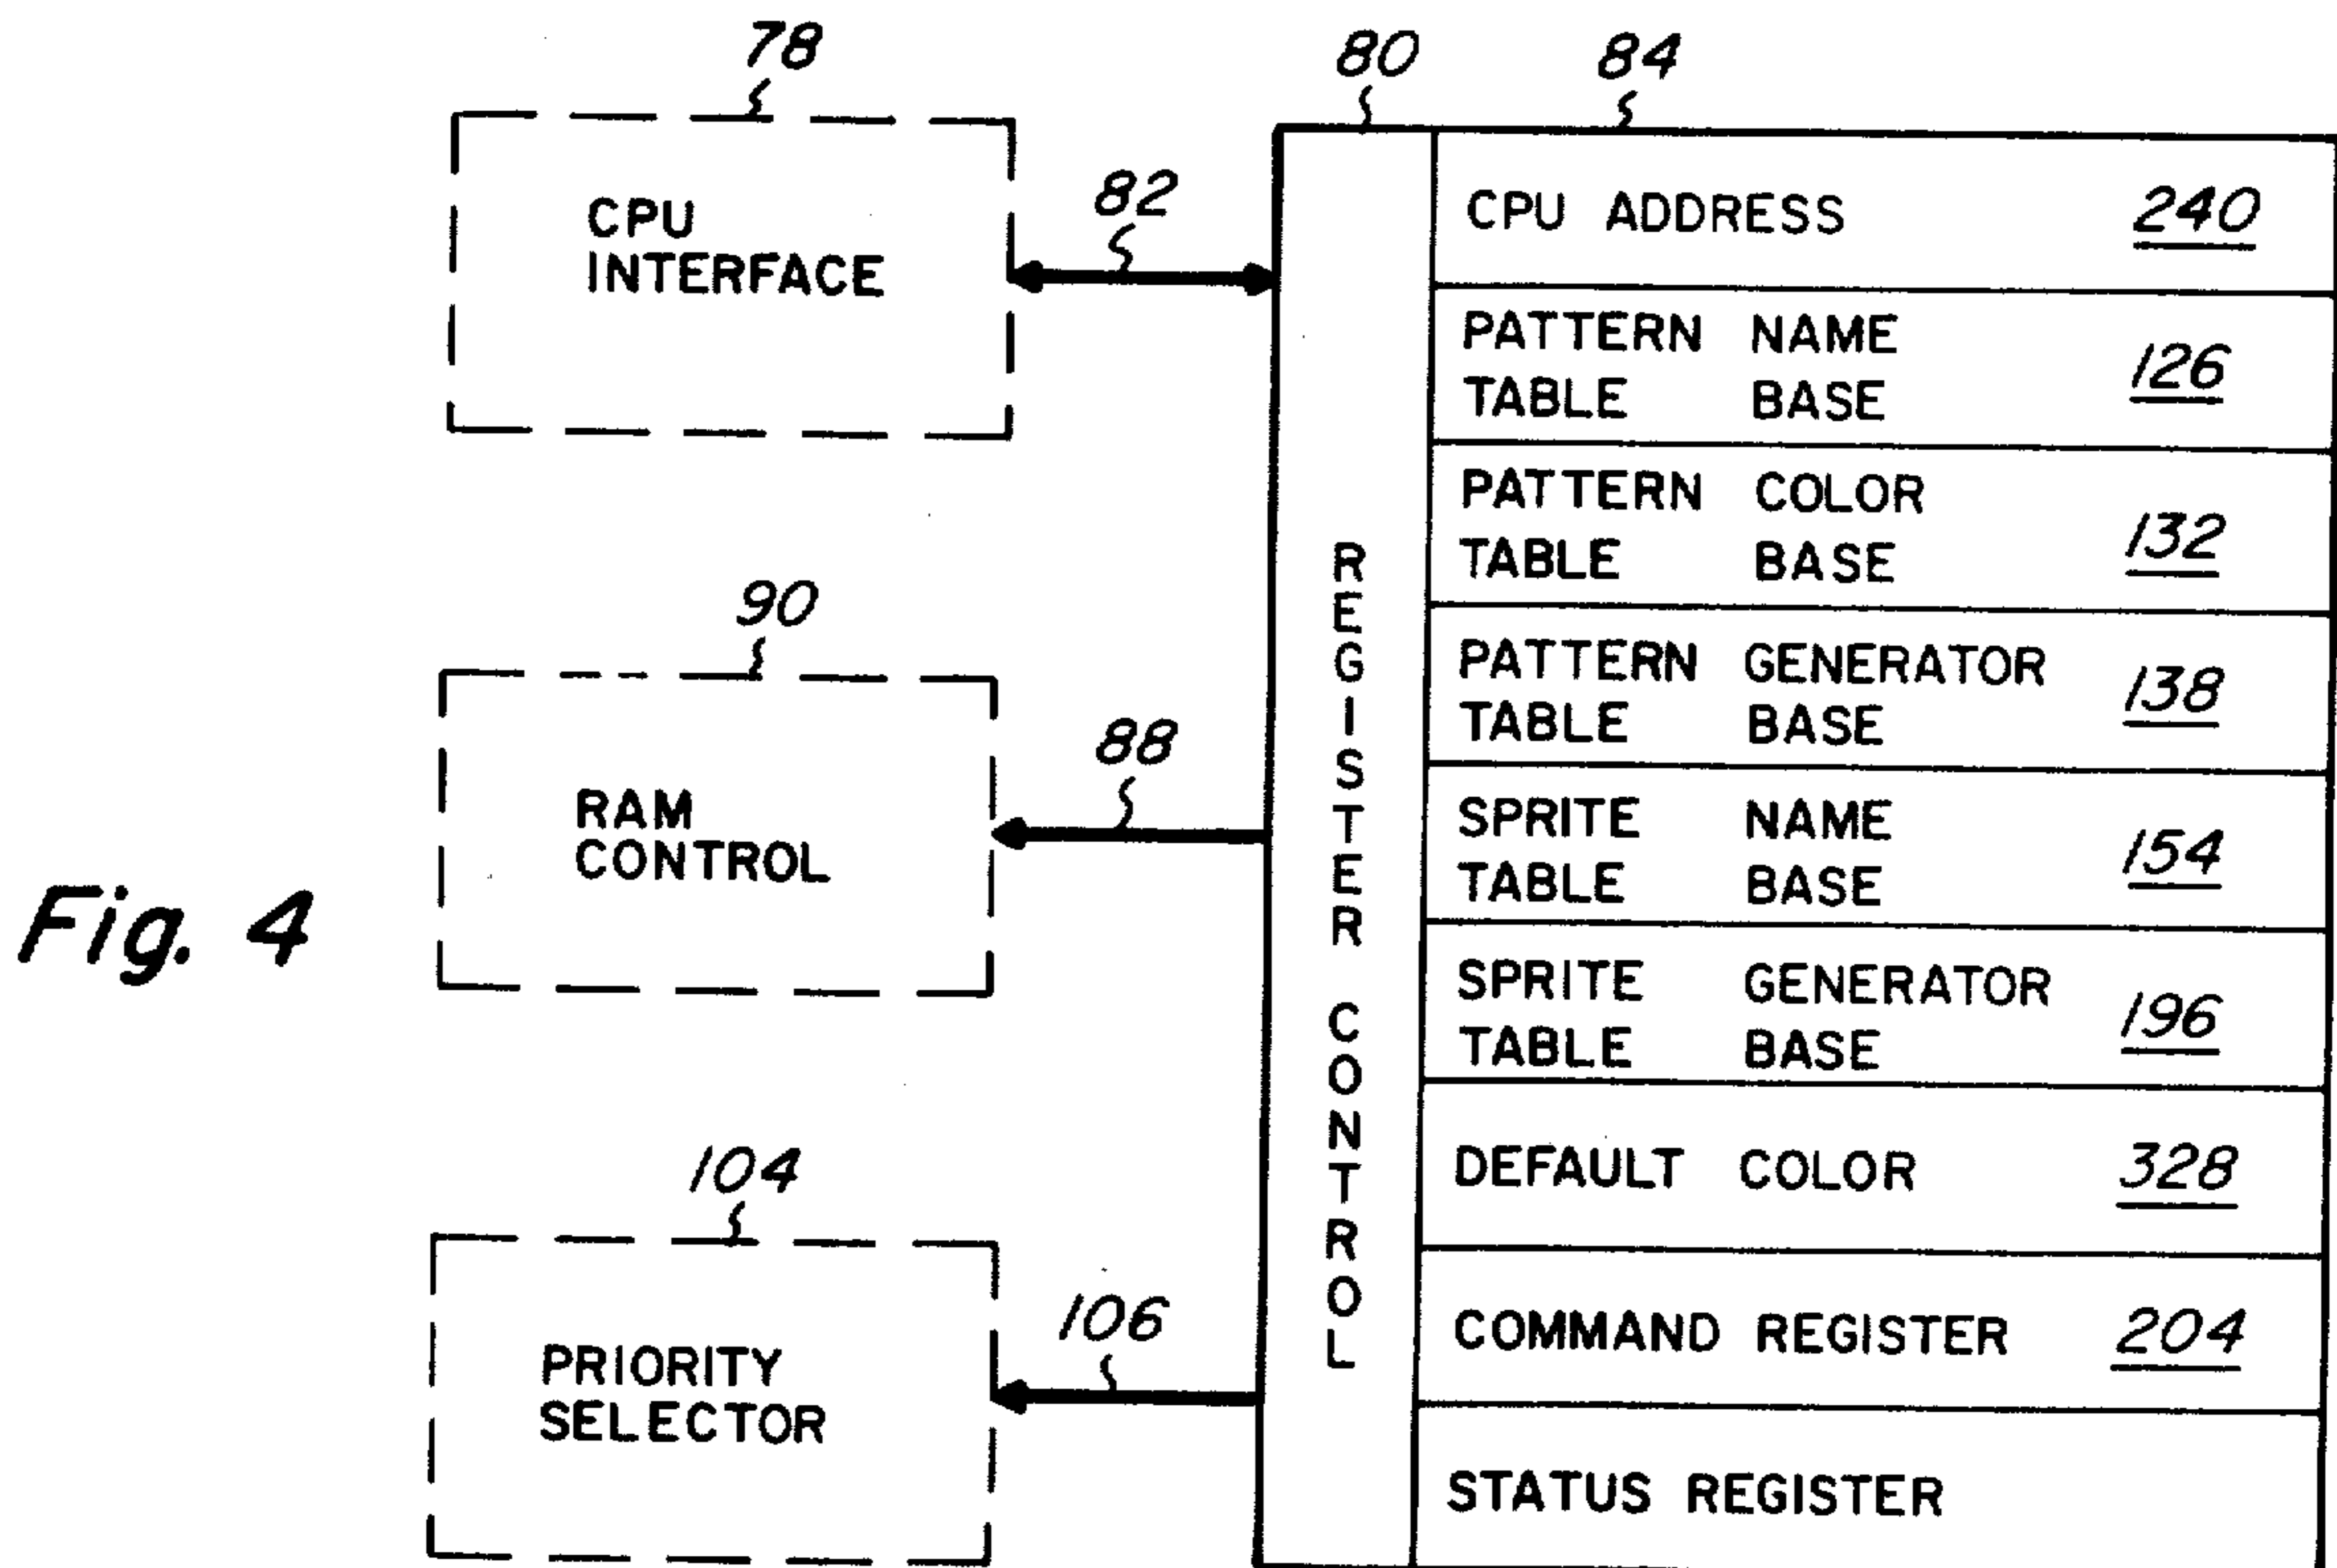 Fig. 4
78
CPU
INTERFACE
82
90
RAM
CONTROL
88
104
PRIORITY
SELECTOR
106
80
REGISTER CONTROL
84
CPU ADDRESS 240
PATTERN NAME
TABLE BASE 126
PATTERN COLOR
TABLE BASE 132
PATTERN GENERATOR
TABLE BASE 138
SPRITE NAME
TABLE BASE 154
SPRITE GENERATOR
TABLE BASE 196
DEFAULT COLOR 328
COMMAND REGISTER 204
STATUS REGISTER